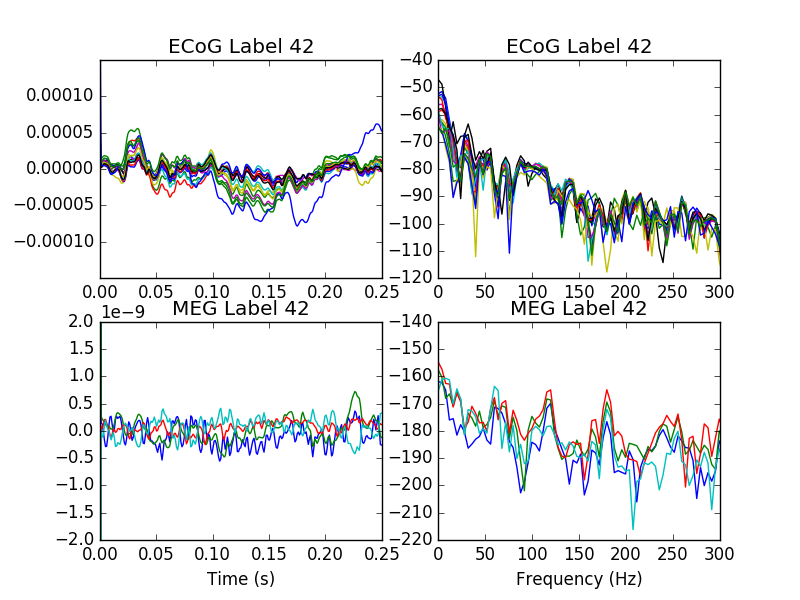 ECoG Label 42
0.00010
0.00005
0.00000
−0.00005
−0.00010
0.00 0.05 0.10 0.15 0.20 0.25
ECoG Label 42
−40
−50
−60
−70
−80
−90
−100
−110
−120
0 50 100 150 200 250 300
MEG Label 42
1e−9
2.0
1.5
1.0
0.5
0.0
−0.5
−1.0
−1.5
−2.0
0.00 0.05 0.10 0.15 0.20 0.25
Time (s)
MEG Label 42
−140
−150
−160
−170
−180
−190
−200
−210
−220
0 50 100 150 200 250 300
Frequency (Hz)